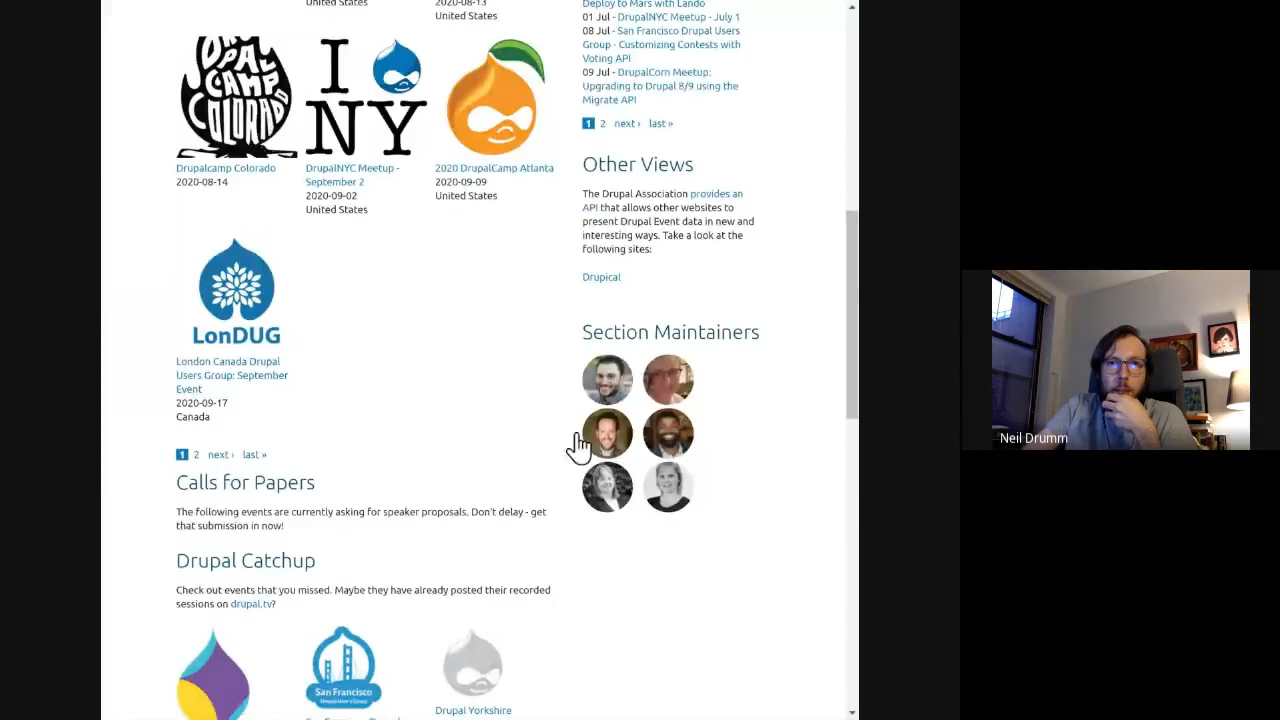 United States
2020-08-13
United States
DRUPAL
CAMP
COLORADO
I
NY
Drupalcamp Colorado
2020-08-14
DrupalNYC Meetup -
September 2
2020-09-02
United States
2020 DrupalCamp Atlanta
2020-09-09
United States
LonDUG
London Canada Drupal
Users Group: September
Event
2020-09-17
Canada
1 2 next › last »
Calls for Papers
The following events are currently asking for speaker proposals. Don't delay - get
that submission in now!
Drupal Catchup
Check out events that you missed. Maybe they have already posted their recorded
sessions on drupal.tv?
San Francisco
Drupal User's Group
Drupal Yorkshire
Deploy to Mars with Lando
01 Jul - DrupalNYC Meetup - July 1
08 Jul - San Francisco Drupal Users
Group - Customizing Contests with
Voting API
09 Jul - DrupalCorn Meetup:
Upgrading to Drupal 8/9 using the
Migrate API
1 2 next › last »
Other Views
The Drupal Association provides an
API that allows other websites to
present Drupal Event data in new and
interesting ways. Take a look at the
following sites:
Drupical
Section Maintainers
Neil Drumm